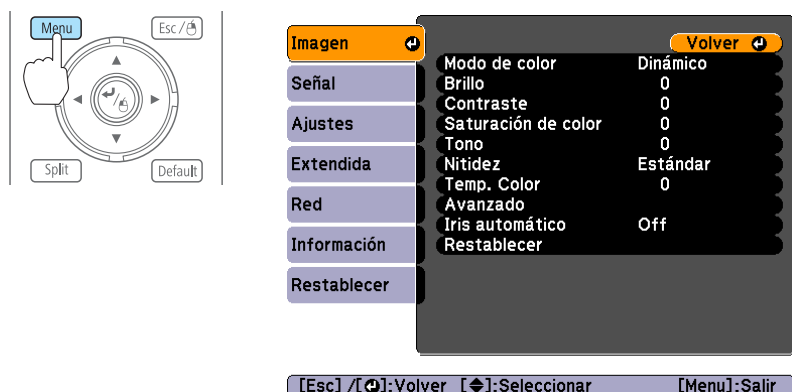 Menu
Esc/
Split
Default
Imagen
Señal
Ajustes
Extendida
Red
Información
Restablecer
Volver
Modo de color Dinámico
Brillo 0
Contraste 0
Saturación de color 0
Tono 0
Nitidez Estándar
Temp. Color 0
Avanzado
Iris automático Off
Restablecer
[Esc] /[ ]:Volver [ ]:Seleccionar [Menu]:Salir